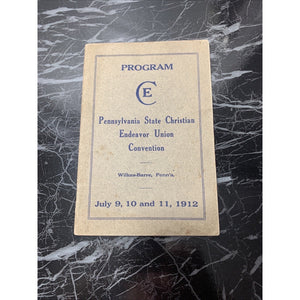 PROGRAM
CE
Pennsylvania State Christian
Endeavor Union
Convention
Wilkes-Barre, Penn'a.
July 9, 10 and 11, 1912